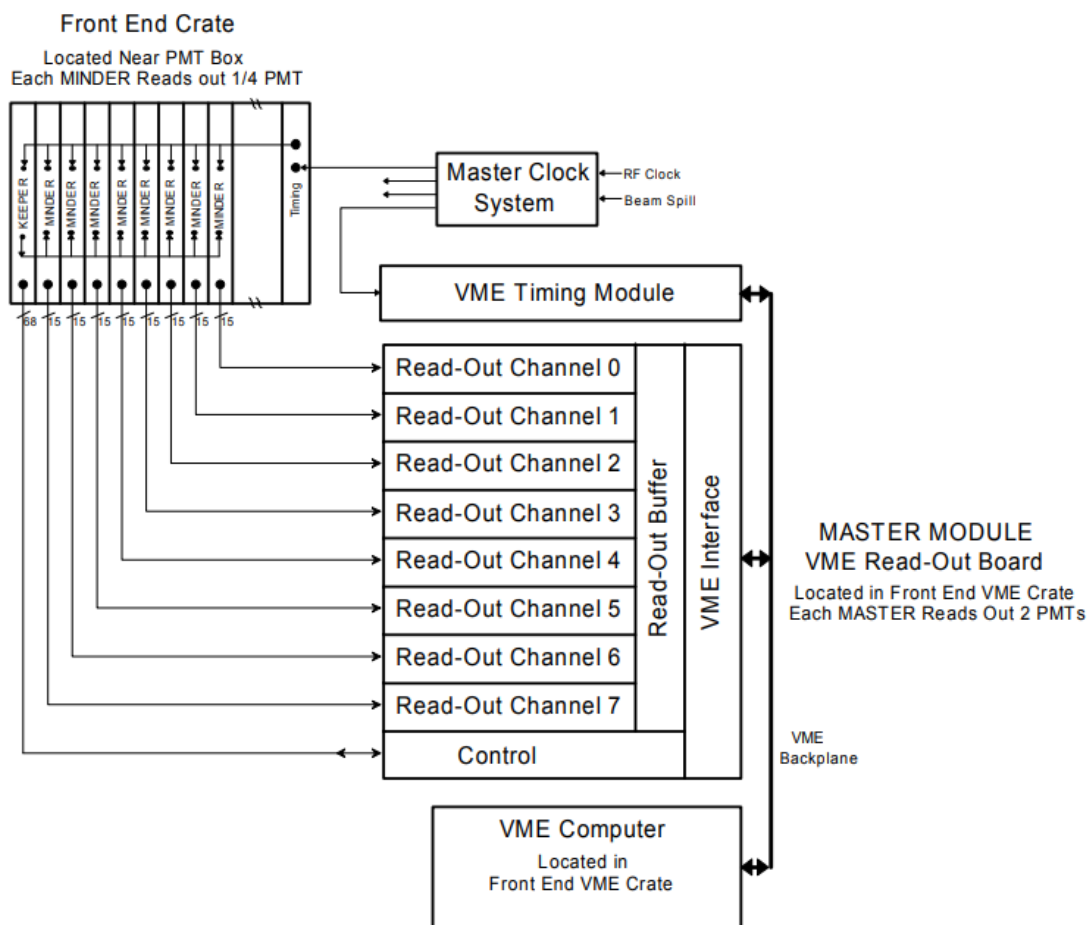 Front End Crate
Located Near PMT Box
Each MINDER Reads out 1/4 PMT
KEEPER
MINDER
MINDER
MINDER
MINDER
MINDER
MINDER
MINDER
MINDER
Timing
68
15
15
15
15
15
15
15
15
Master Clock
System
RF Clock
Beam Spill
VME Timing Module
Read-Out Channel 0
Read-Out Channel 1
Read-Out Channel 2
Read-Out Channel 3
Read-Out Channel 4
Read-Out Channel 5
Read-Out Channel 6
Read-Out Channel 7
Control
Read-Out Buffer
VME Interface
MASTER MODULE
VME Read-Out Board
Located in Front End VME Crate
Each MASTER Reads Out 2 PMTs
VME
Backplane
VME Computer
Located in
Front End VME Crate